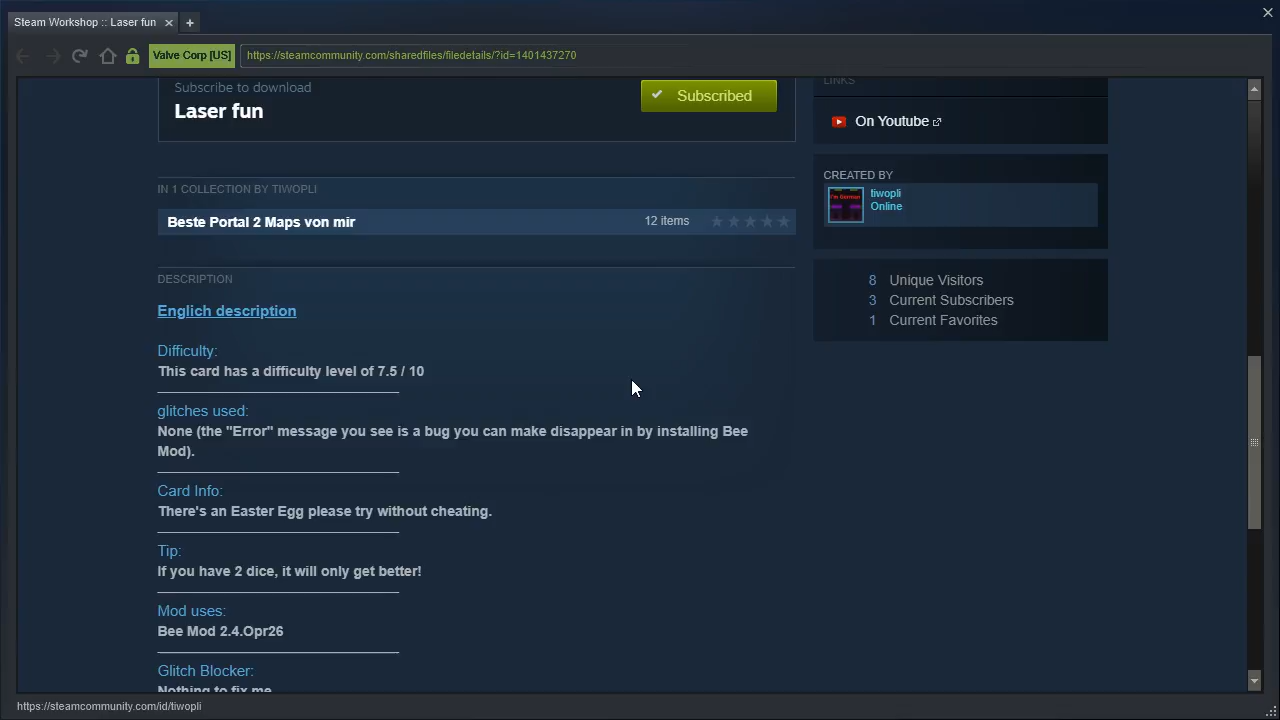 Steam Workshop :: Laser fun
Valve Corp [US]
https://steamcommunity.com/sharedfiles/filedetails/?id=1401437270
Subscribe to download
Laser fun
Subscribed
IN 1 COLLECTION BY TIWOPLI
Beste Portal 2 Maps von mir
12 items
DESCRIPTION
Englich description
Difficulty:
This card has a difficulty level of 7.5 / 10
glitches used:
None (the "Error" message you see is a bug you can make disappear in by installing Bee
Mod).
Card Info:
There's an Easter Egg please try without cheating.
Tip:
If you have 2 dice, it will only get better!
Mod uses:
Bee Mod 2.4.Opr26
Glitch Blocker:
Nothing to fix me
LINKS
On Youtube
CREATED BY
I'm German
tiwopli
Online
8 Unique Visitors
3 Current Subscribers
1 Current Favorites
https://steamcommunity.com/id/tiwopli